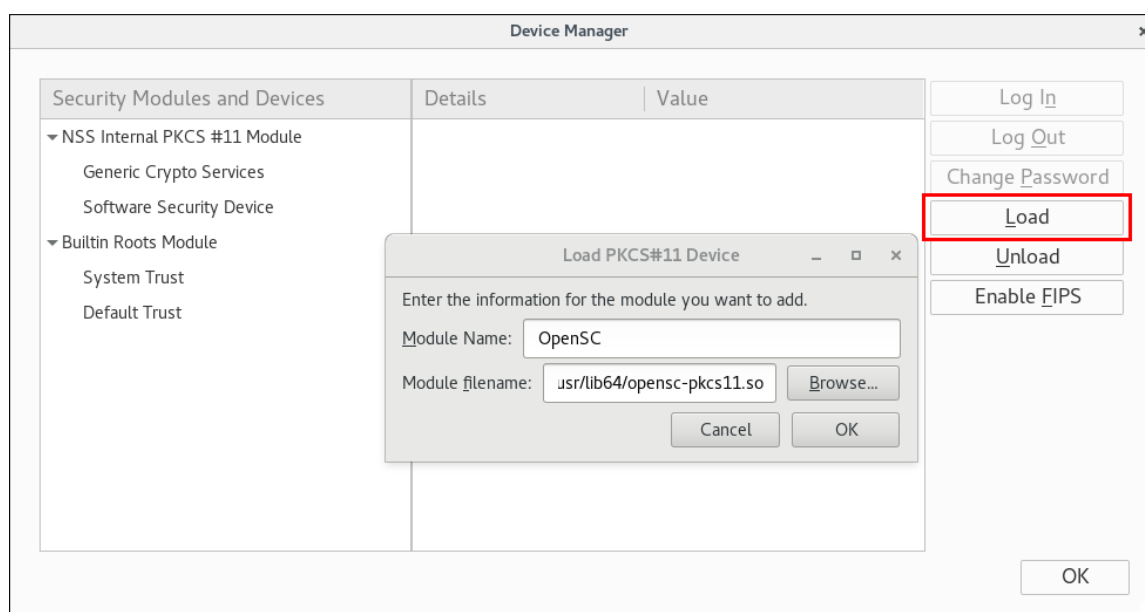 Device Manager
Security Modules and Devices
Details
Value
NSS Internal PKCS #11 Module
Generic Crypto Services
Software Security Device
Builtin Roots Module
System Trust
Default Trust
Log In
Log Out
Change Password
Load
Unload
Enable FIPS
Load PKCS#11 Device
Enter the information for the module you want to add.
Module Name: OpenSC
Module filename: usr/lib64/opensc-pkcs11.so Browse...
Cancel OK
OK